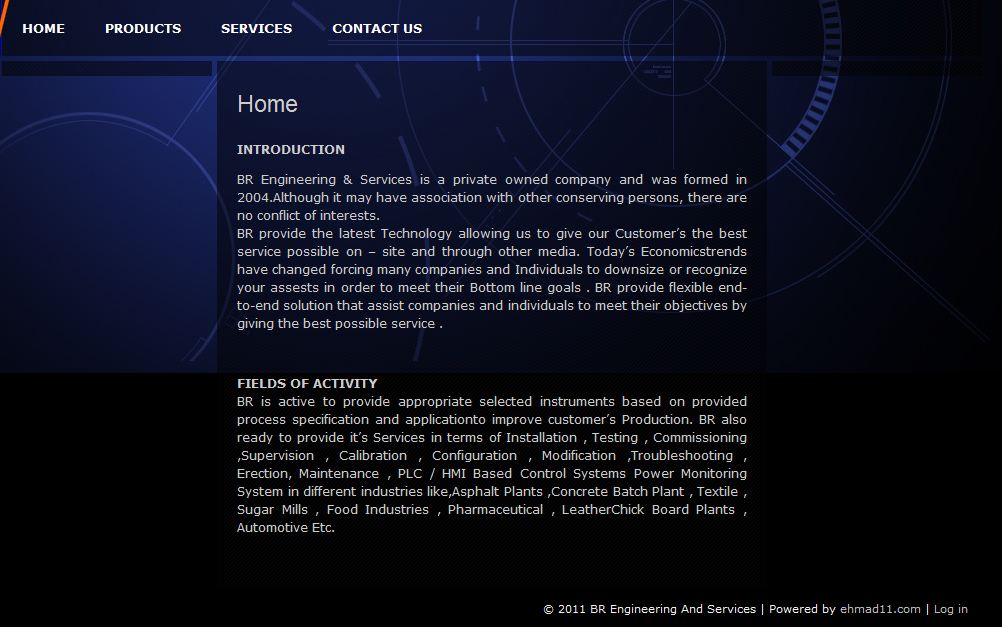 HOME PRODUCTS SERVICES CONTACT US
Home
INTRODUCTION
BR Engineering & Services is a private owned company and was formed in
2004.Although it may have association with other conserving persons, there are
no conflict of interests.
BR provide the latest Technology allowing us to give our Customer’s the best
service possible on – site and through other media. Today’s Economicstrends
have changed forcing many companies and Individuals to downsize or recognize
your assests in order to meet their Bottom line goals . BR provide flexible end-
to-end solution that assist companies and individuals to meet their objectives by
giving the best possible service .
FIELDS OF ACTIVITY
BR is active to provide appropriate selected instruments based on provided
process specification and applicationto improve customer’s Production. BR also
ready to provide it’s Services in terms of Installation , Testing , Commissioning
,Supervision , Calibration , Configuration , Modification ,Troubleshooting ,
Erection, Maintenance , PLC / HMI Based Control Systems Power Monitoring
System in different industries like,Asphalt Plants ,Concrete Batch Plant , Textile ,
Sugar Mills , Food Industries , Pharmaceutical , LeatherChick Board Plants ,
Automotive Etc.
© 2011 BR Engineering And Services | Powered by ehmad11.com | Log in